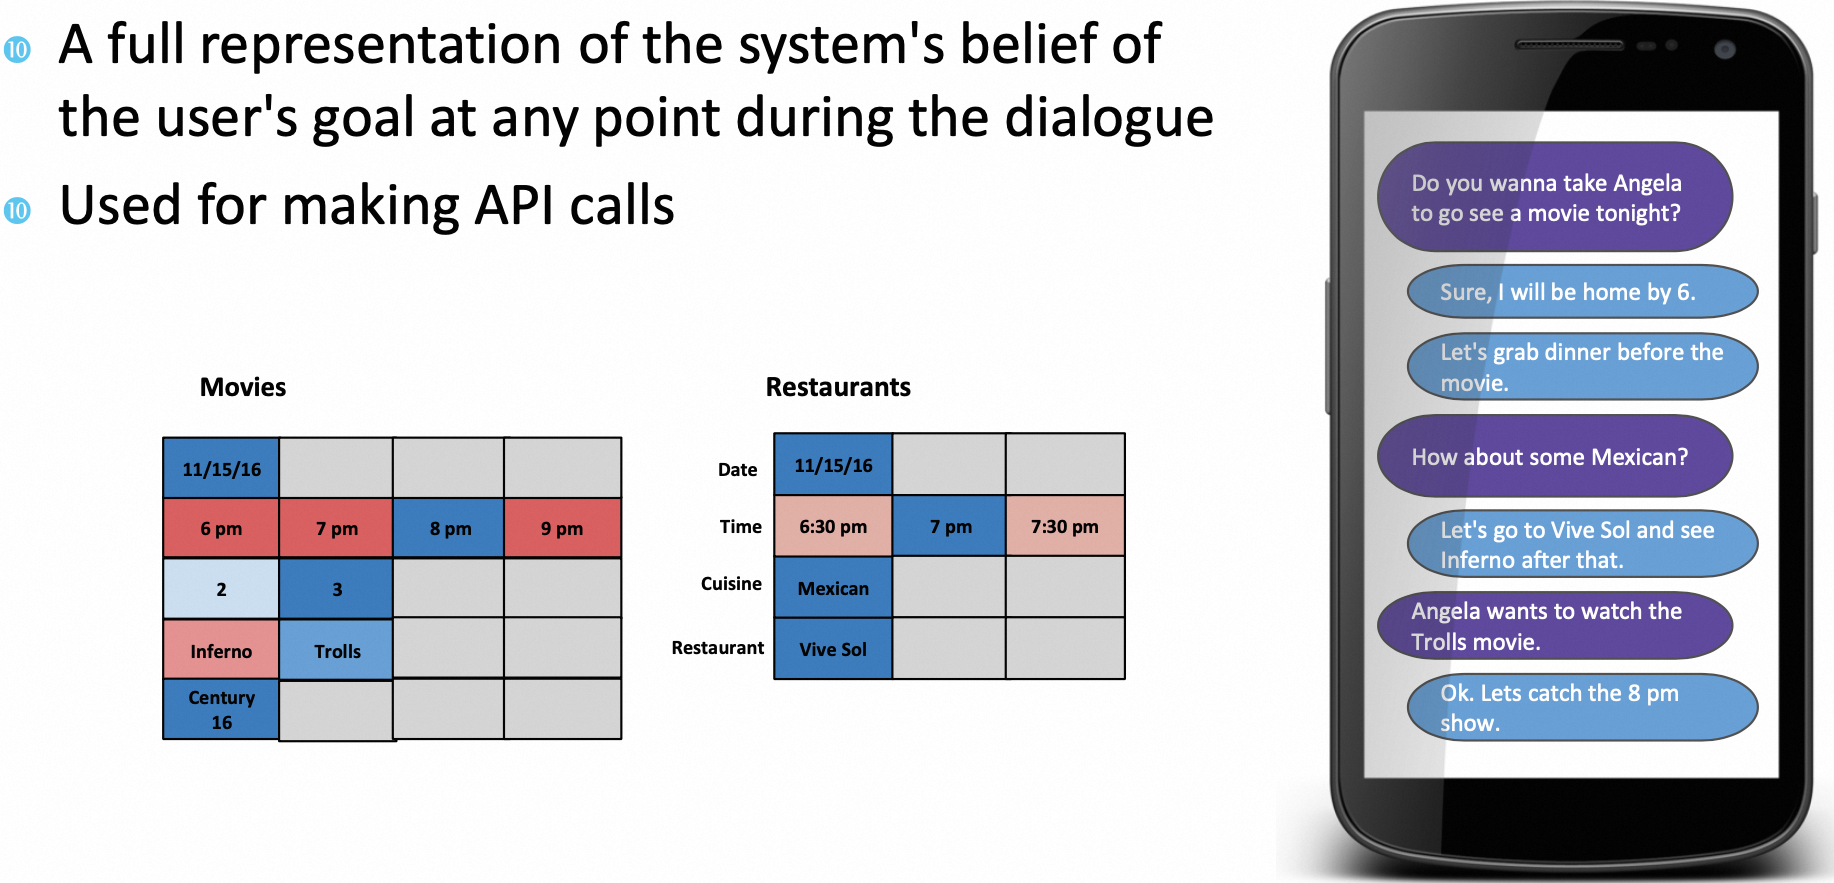 ⑩ A full representation of the system's belief of
the user's goal at any point during the dialogue
⑩ Used for making API calls
Movies
11/15/16
6 pm 7 pm 8 pm 9 pm
2 3
Inferno Trolls
Century
16
Restaurants
Date 11/15/16
Time 6:30 pm 7 pm 7:30 pm
Cuisine Mexican
Restaurant Vive Sol
Do you wanna take Angela
to go see a movie tonight?
Sure, I will be home by 6.
Let's grab dinner before the
movie.
How about some Mexican?
Let's go to Vive Sol and see
Inferno after that.
Angela wants to watch the
Trolls movie.
Ok. Lets catch the 8 pm
show.